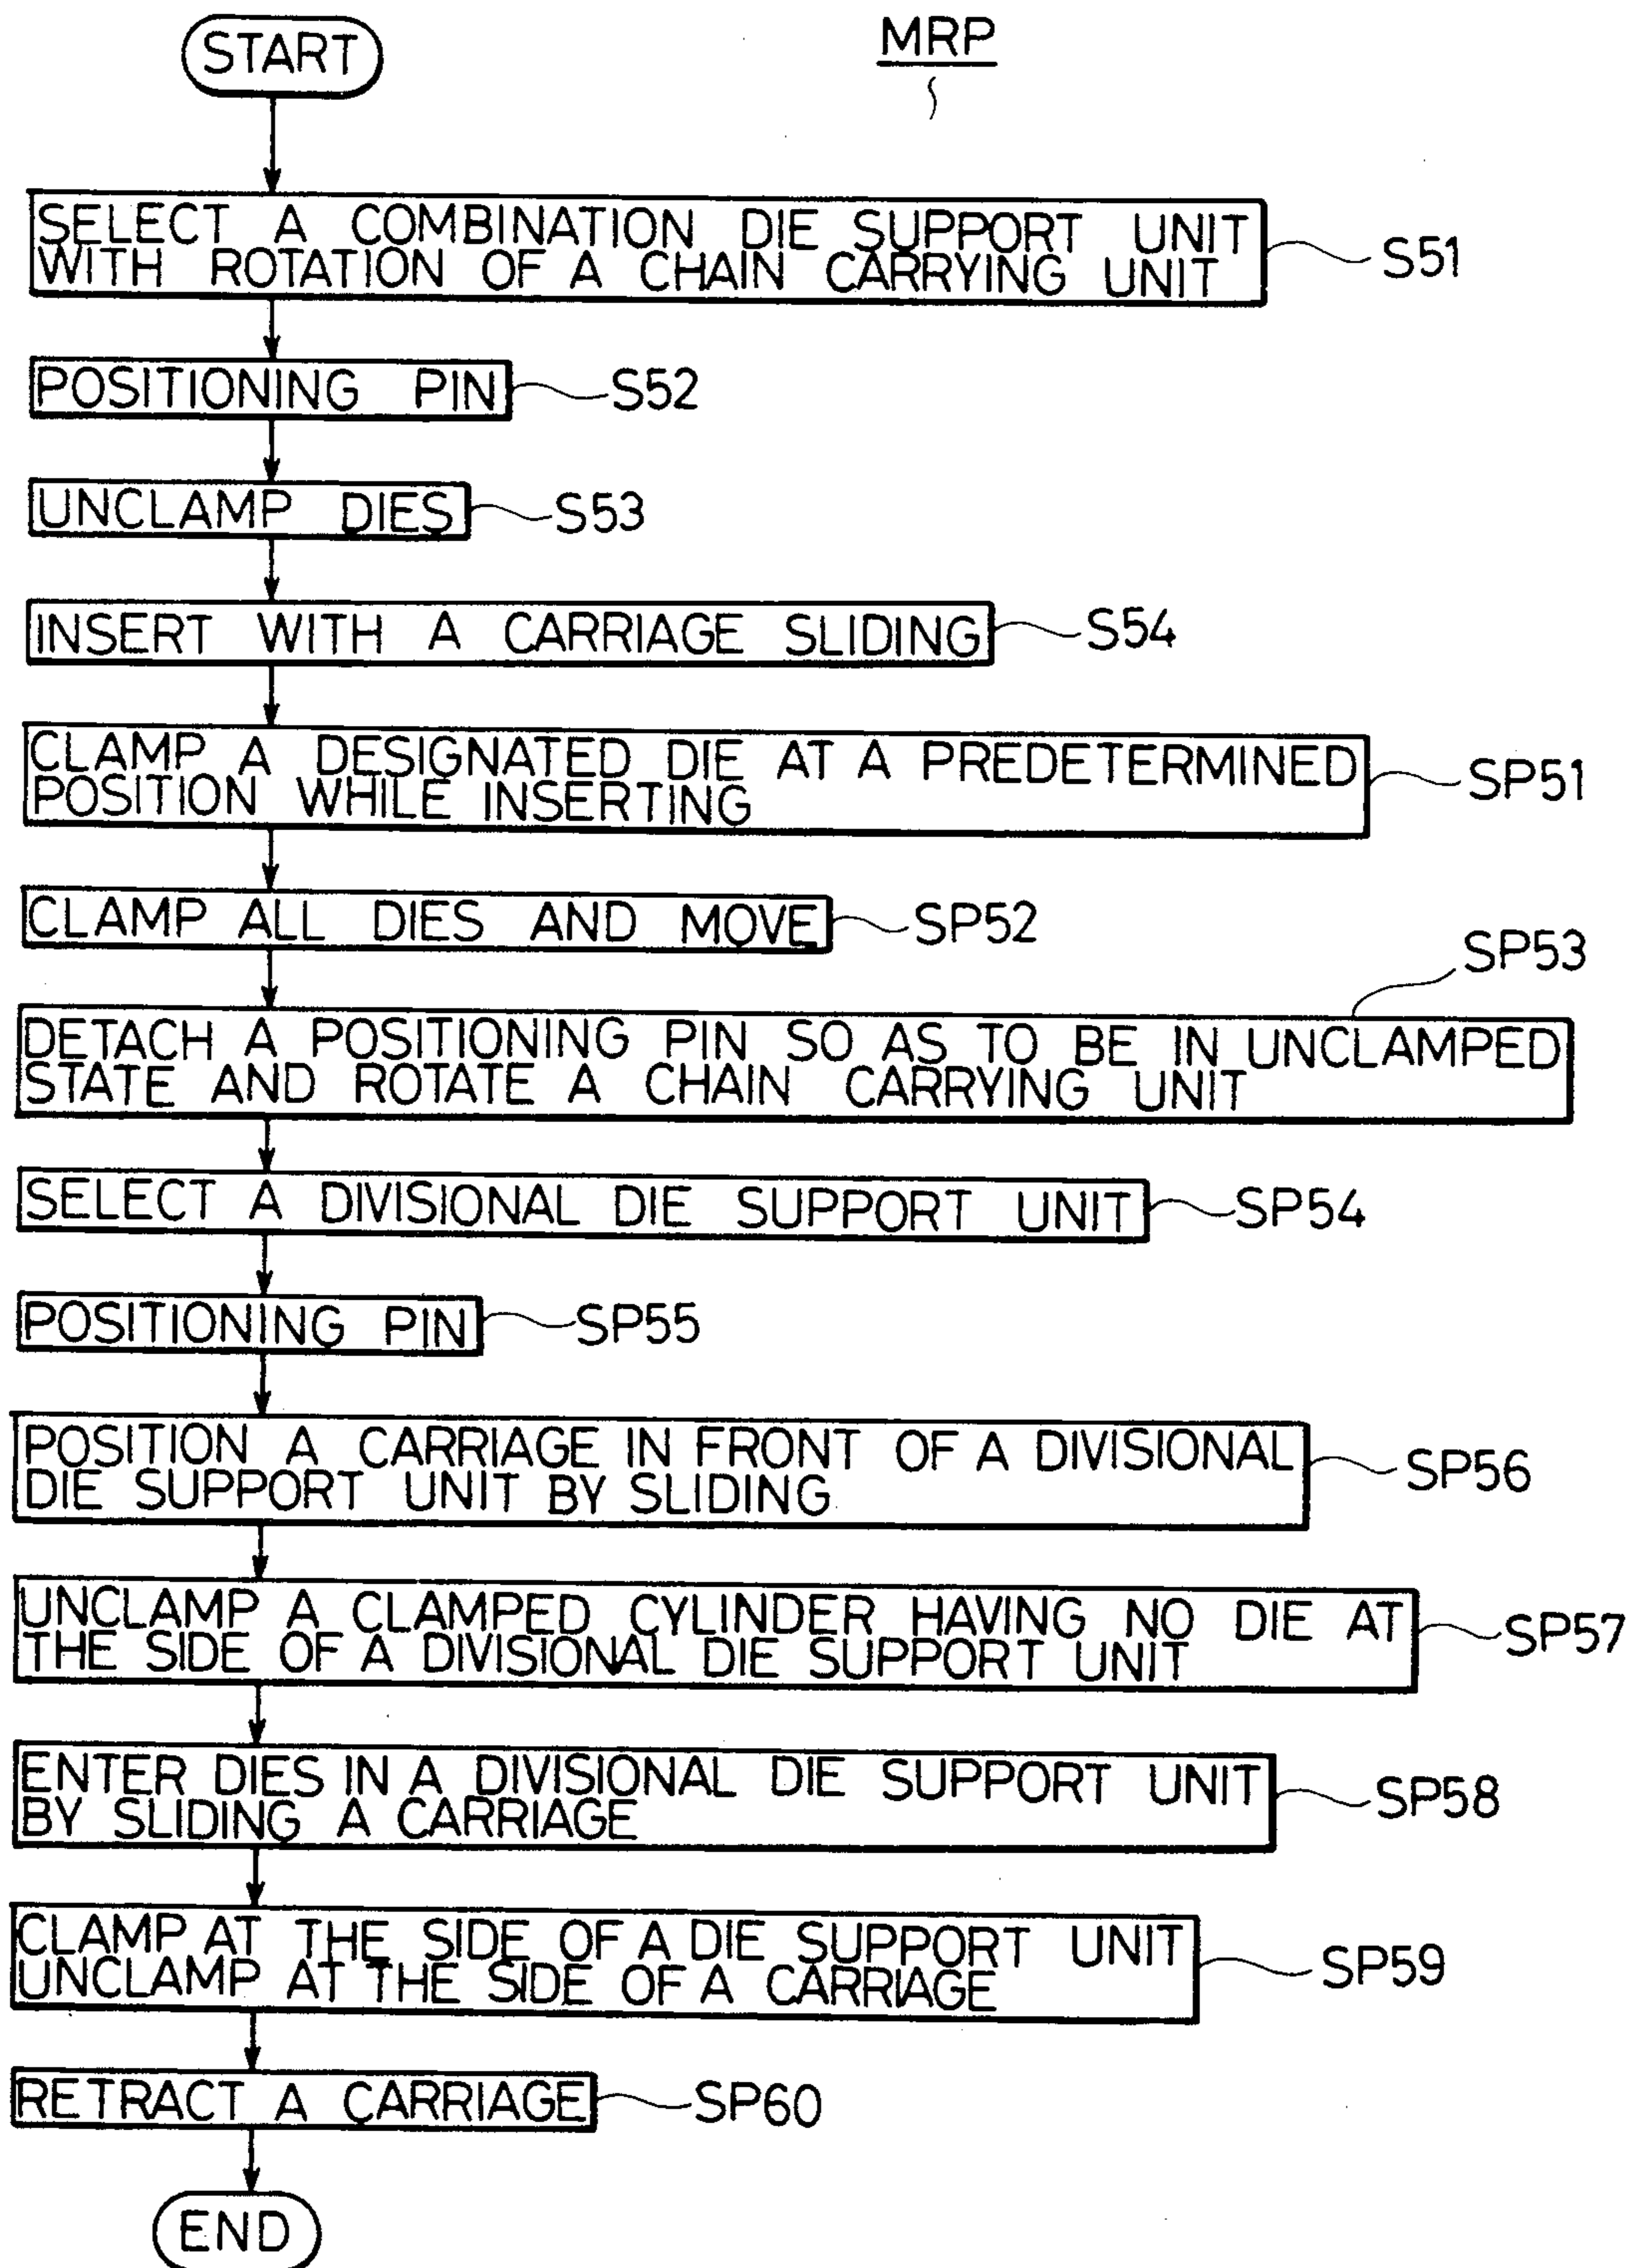 MRP
START
SELECT A COMBINATION DIE SUPPORT UNIT
WITH ROTATION OF A CHAIN CARRYING UNIT
S51
POSITIONING PIN
S52
UNCLAMP DIES
S53
INSERT WITH A CARRIAGE SLIDING
S54
CLAMP A DESIGNATED DIE AT A PREDETERMINED
POSITION WHILE INSERTING
SP51
CLAMP ALL DIES AND MOVE
SP52
SP53
DETACH A POSITIONING PIN SO AS TO BE IN UNCLAMPED
STATE AND ROTATE A CHAIN CARRYING UNIT
SELECT A DIVISIONAL DIE SUPPORT UNIT
SP54
POSITIONING PIN
SP55
POSITION A CARRIAGE IN FRONT OF A DIVISIONAL
DIE SUPPORT UNIT BY SLIDING
SP56
UNCLAMP A CLAMPED CYLINDER HAVING NO DIE AT
THE SIDE OF A DIVISIONAL DIE SUPPORT UNIT
SP57
ENTER DIES IN A DIVISIONAL DIE SUPPORT UNIT
BY SLIDING A CARRIAGE
SP58
CLAMP AT THE SIDE OF A DIE SUPPORT UNIT
UNCLAMP AT THE SIDE OF A CARRIAGE
SP59
RETRACT A CARRIAGE
SP60
END